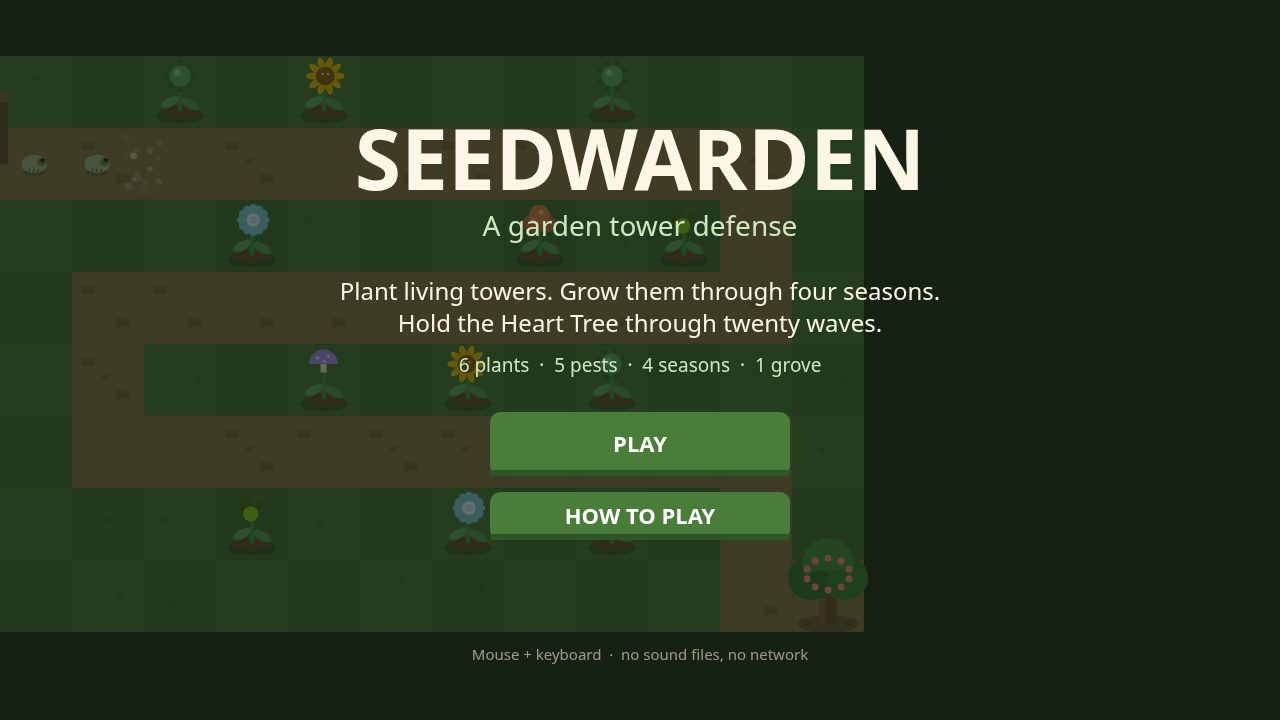 SEEDWARDEN
A garden tower defense
Plant living towers. Grow them through four seasons.
Hold the Heart Tree through twenty waves.
6 plants · 5 pests · 4 seasons · 1 grove
PLAY
HOW TO PLAY
Mouse + keyboard · no sound files, no network